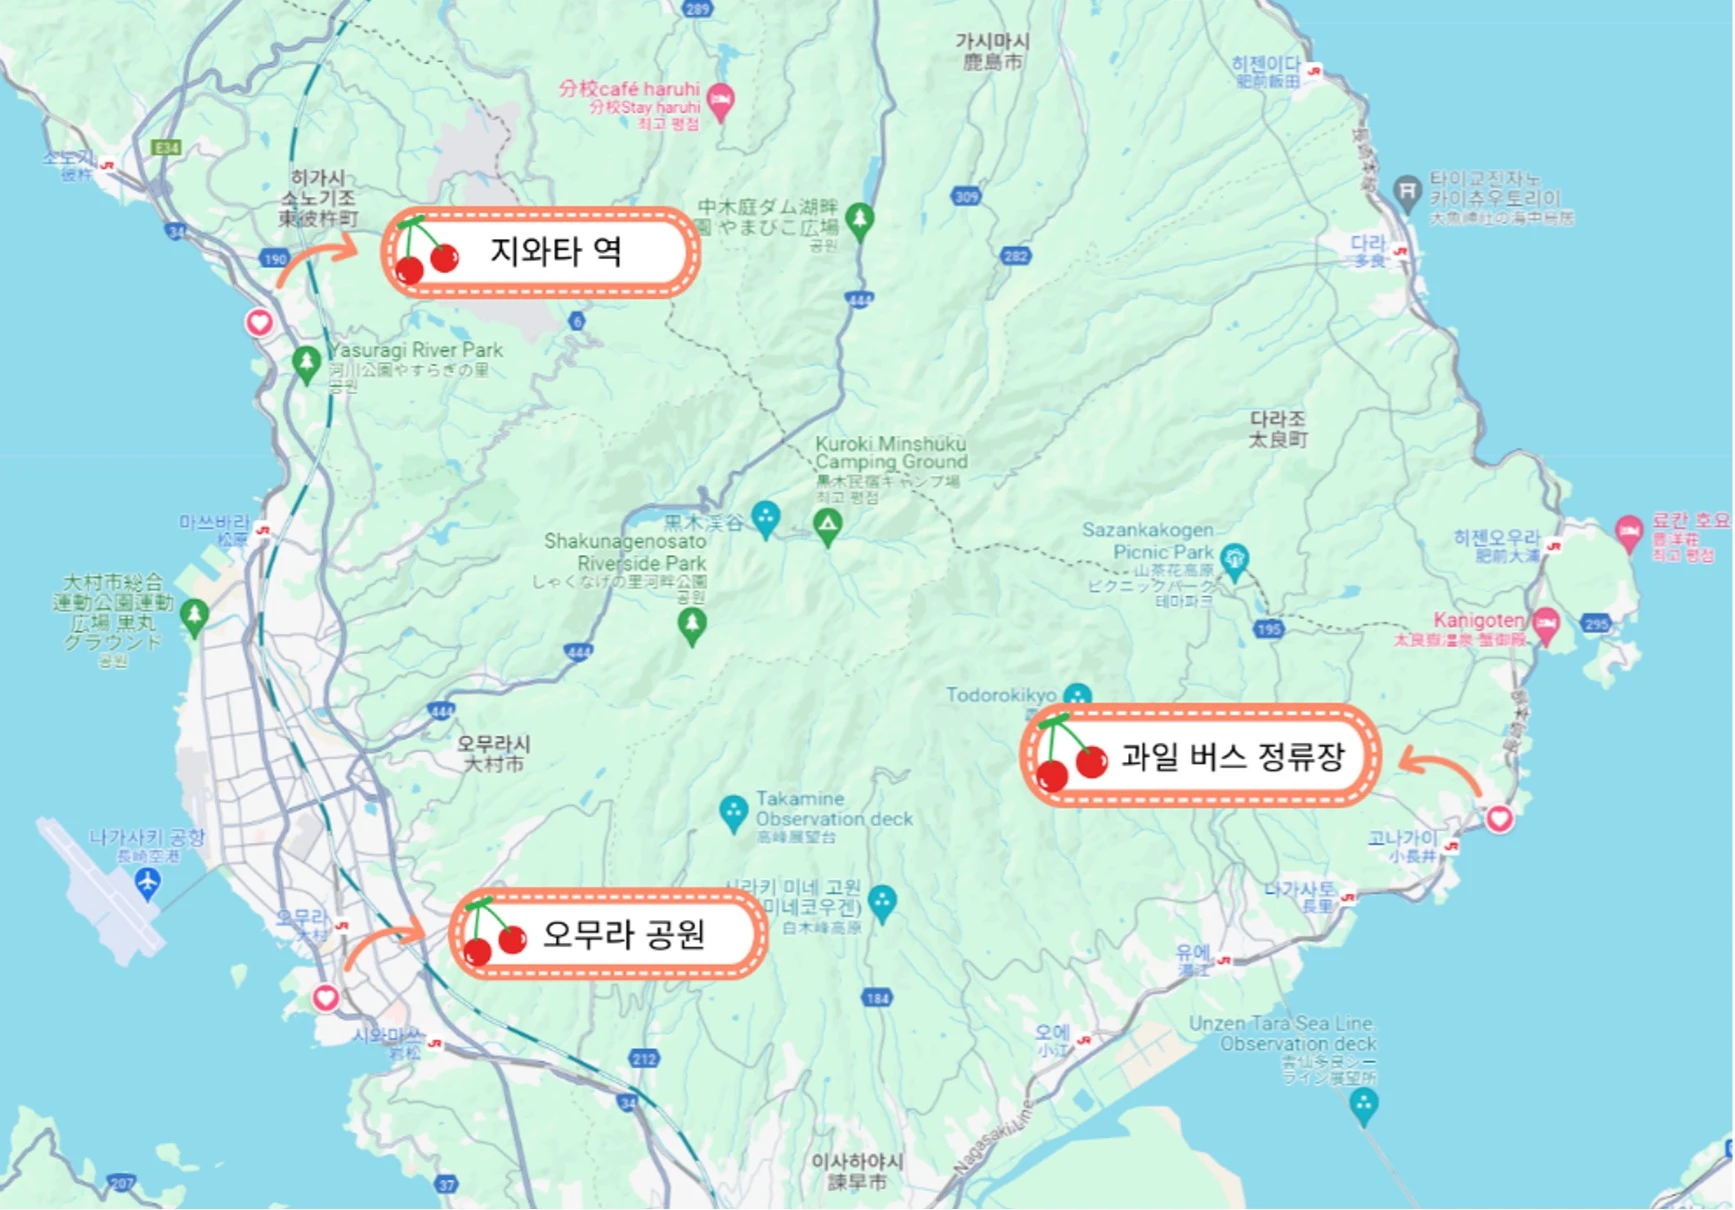 289
가시마시
鹿島市
히젠이다
肥前飯田
分校café haruhi
分校Stay haruhi
최고 평점
E34
소노기
彼杵
히가시
소노기조
東彼杵町
34
190
지와타 역
中木庭ダム湖畔
園 やまびこ広場
공원
309
282
444
타이교진자노
카이츄우토리이
大魚神社の海中鳥居
다라
多良
長崎本線
6
Yasuragi River Park
河川公園やすらぎの里
공원
다라조
太良町
Kuroki Minshuku
Camping Ground
黒木民宿キャンプ場
최고 평점
黒木渓谷
마쓰바라
松原
Shakunagenosato
Riverside Park
しゃくなげの里河畔公園
공원
Sazankakogen
Picnic Park
山茶花高原
ピクニックパーク
테마파크
히젠오우라
肥前大浦
료칸 호요
豊洋荘
최고 평점
大村市総合
運動公園運動
広場 黒丸
グラウンド
공원
Kanigoten
太良嶽温泉 蟹御殿
295
195
444
444
Todorokikyo
오무라시
大村市
과일 버스 정류장
長崎本線
Takamine
Observation deck
高峰展望台
나가사키 공항
長崎空港
고나가이
小長井
나가사토
長里
라키 미네 고원
미네코우겐)
白木峰高原
오무라
大村
오무라 공원
유에
湯江
184
시와마쓰
岩松
오에
小江
Unzen Tara Sea Line.
Observation deck
雲仙多良シー
ライン展望所
212
34
Nagasaki Line
이사하야시
諫早市
207
37